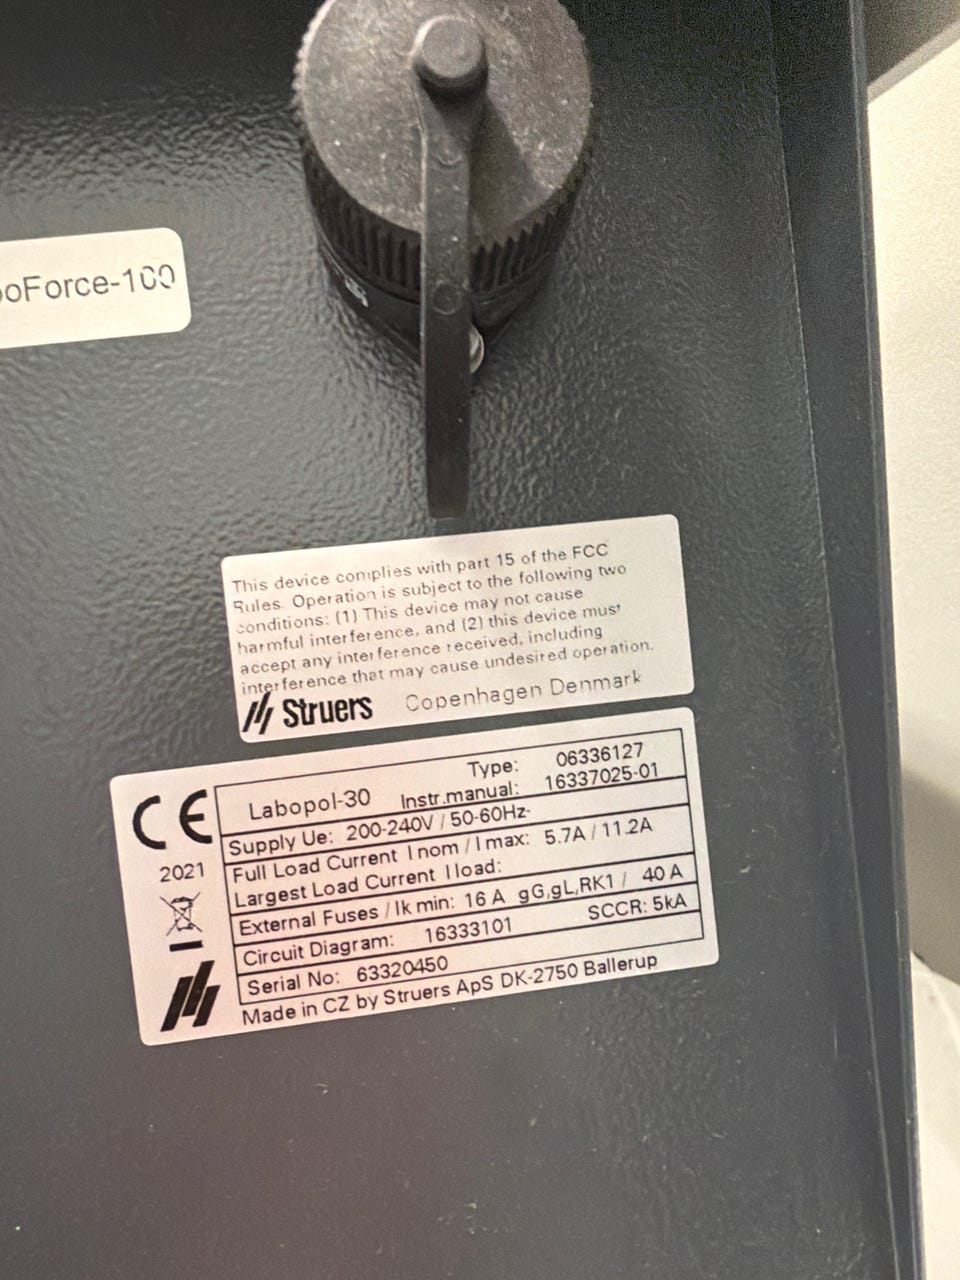 boForce-100
This device complies with part 15 of the FCC
Rules. Operation is subject to the following two
conditions: (1) This device may not cause
harmful interference, and (2) this device must
accept any interference received, including
interference that may cause undesired operation.
Struers Copenhagen Denmark
CE
2021
Labopol-30 Type: 06336127
Instr.manual: 16337025-01
Supply Ue: 200-240V / 50-60Hz-
Full Load Current I nom / I max: 5.7A / 11.2A
Largest Load Current I load:
External Fuses / Ik min: 16 A gG,gL,RK1 / 40 A
Circuit Diagram: 16333101 SCCR: 5kA
Serial No: 63320450
Made in CZ by Struers ApS DK-2750 Ballerup